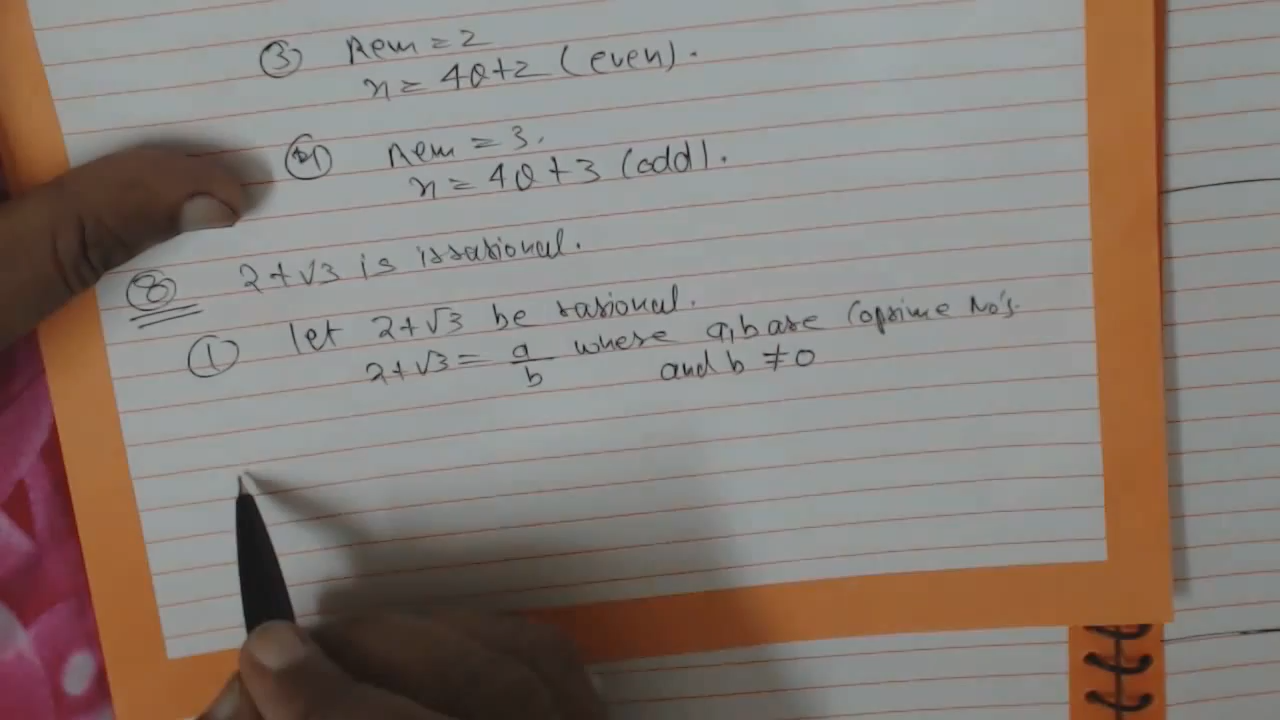 ③ Rem = 2
n = 4Q+2 (even).
④ Rem = 3.
n = 4Q+3 (odd).
⑧ 2+√3 is irrational.
① let 2+√3 be rational.
2+√3 = a/b where a,b are Coprime No's.
and b ≠ 0